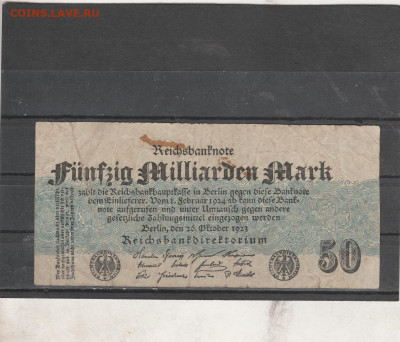 COINS.LAVE.RU
Reichsbanknote
Fünfzig Milliarden Mark
zahlt die Reichsbankhauptkasse in Berlin gegen diese Banknote
dem Einlieferer. Vom 1. Februar 1924 ab kann diese Bank-
note aufgerufen und unter Umtausch gegen andere
gesetzliche Zahlungsmittel eingezogen werden
Berlin, den 26. Oktober 1923
Reichsbankdirektorium
50